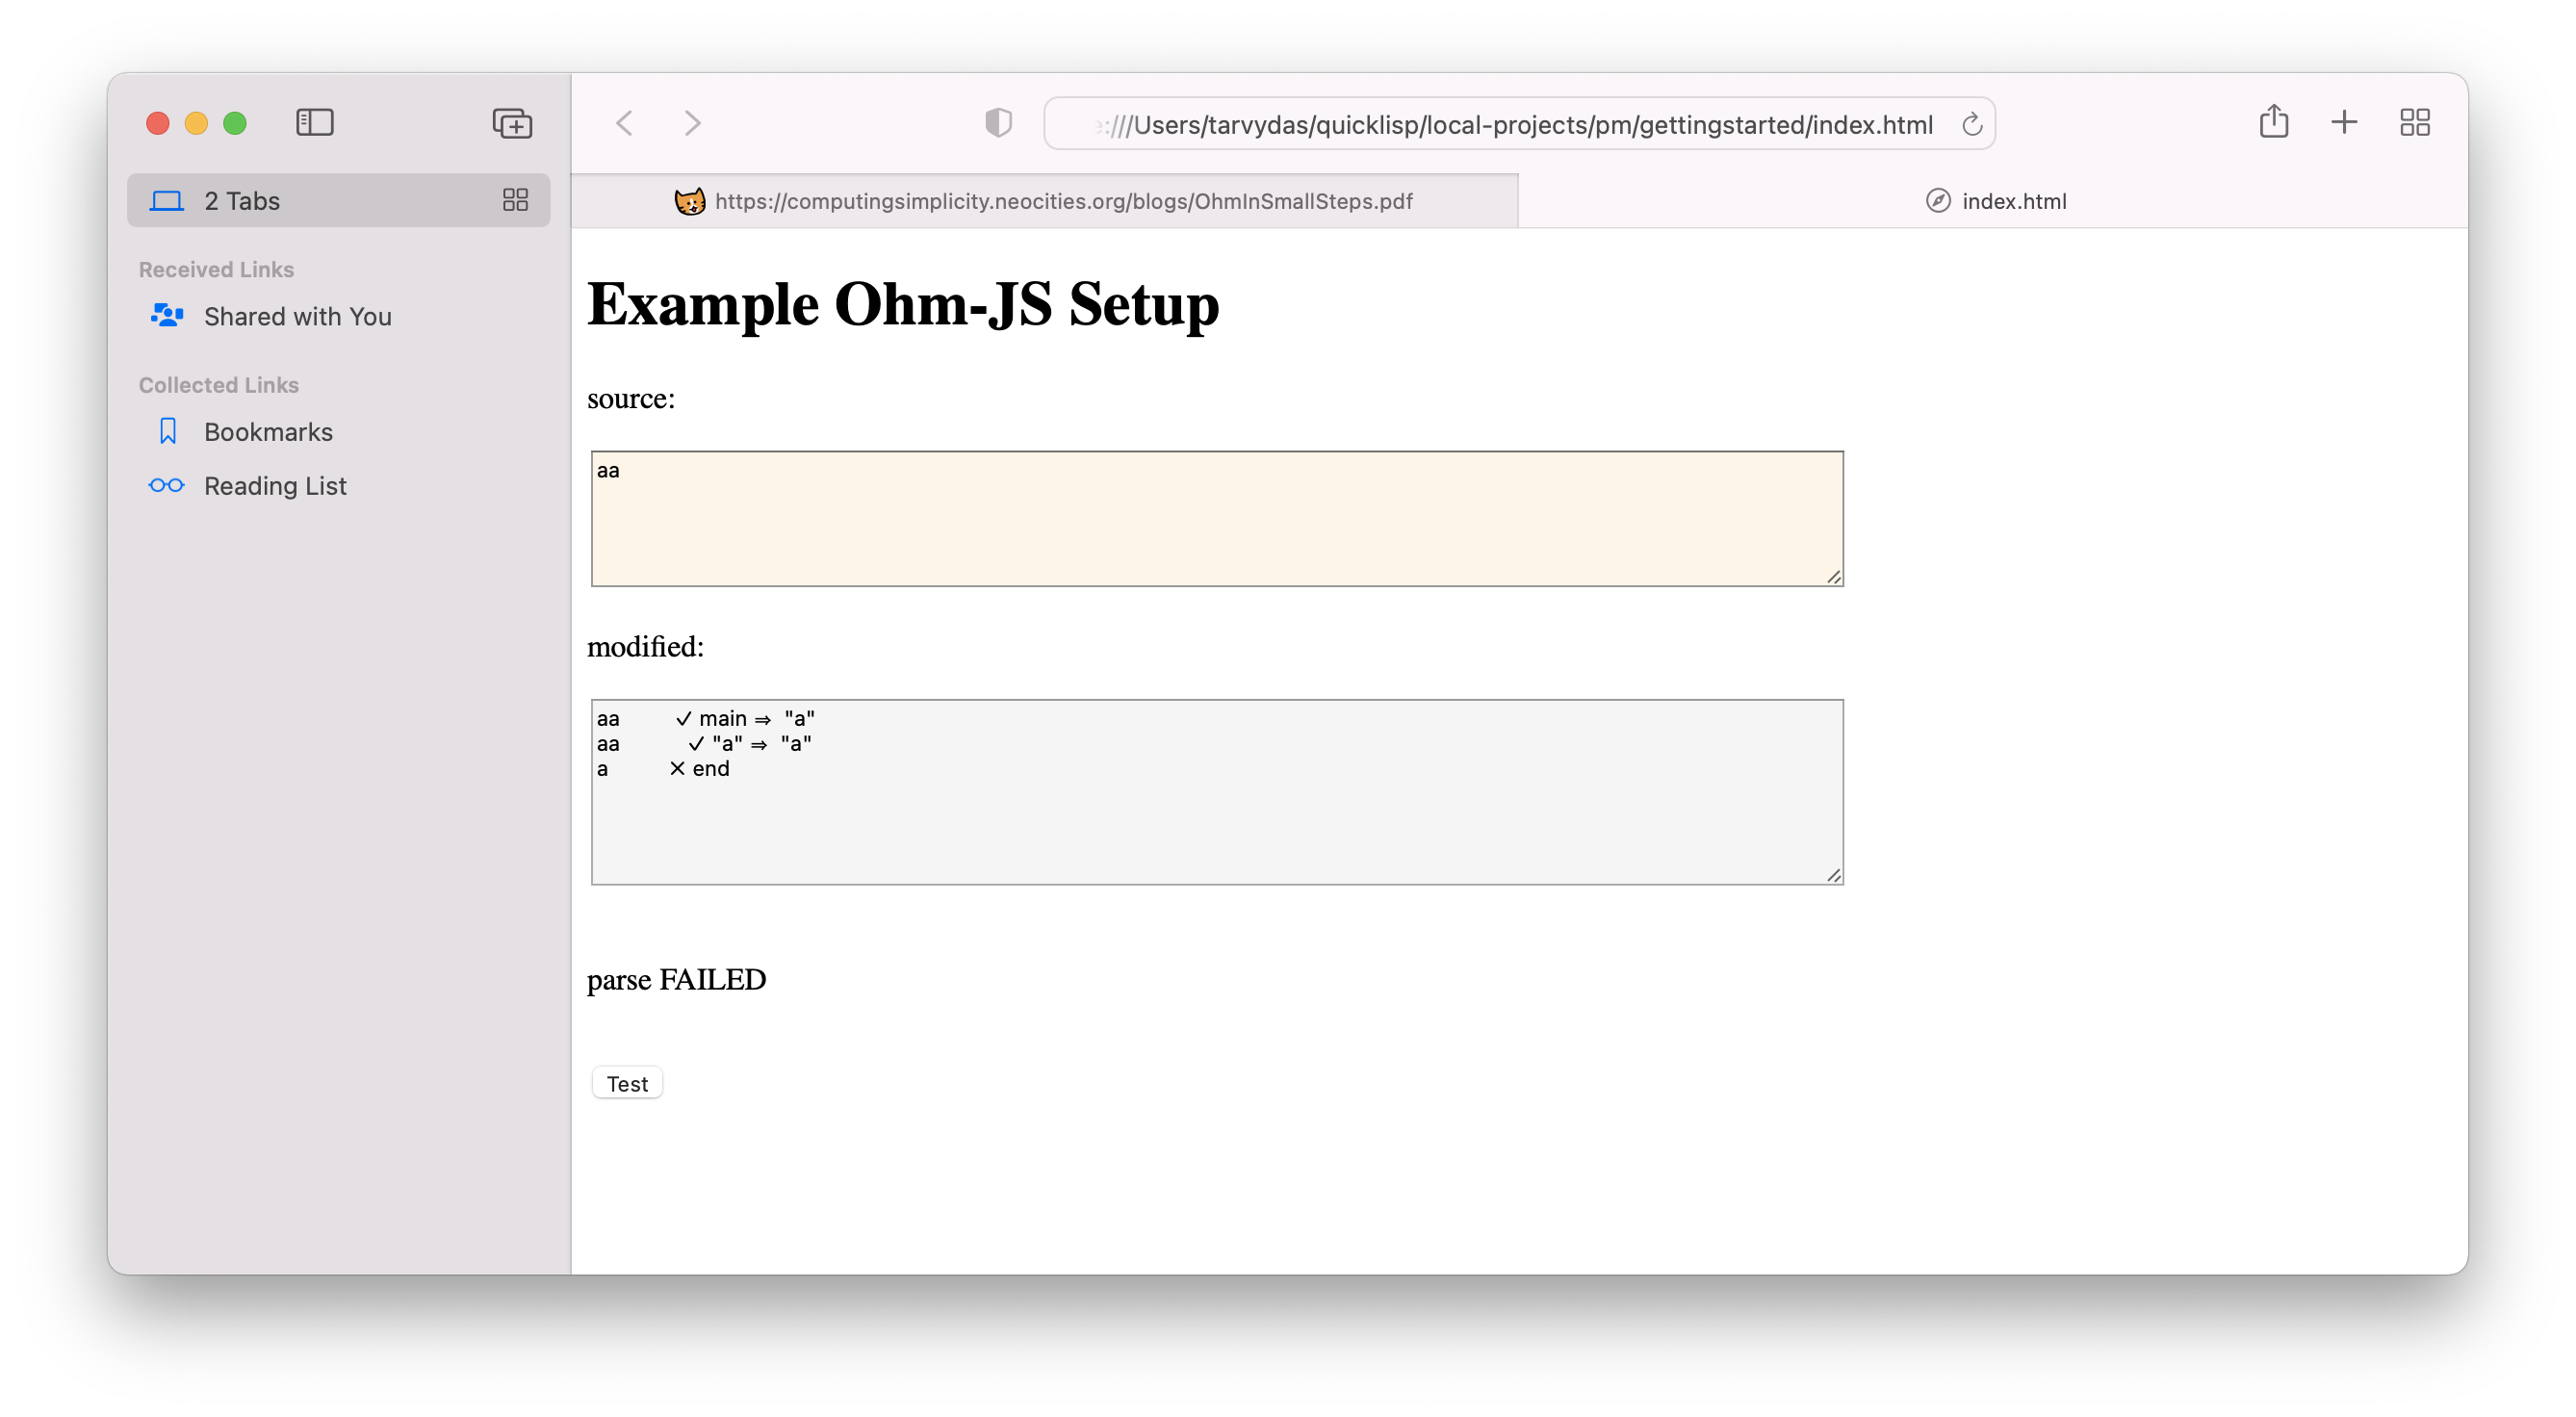 :///Users/tarvydas/quicklisp/local-projects/pm/gettingstarted/index.html
2 Tabs
https://computingsimplicity.neocities.org/blogs/OhmInSmallSteps.pdf
index.html
Received Links
Shared with You
Collected Links
Bookmarks
Reading List
Example Ohm-JS Setup
source:
aa
modified:
aa ✓ main ⇒ "a"
aa ✓ "a" ⇒ "a"
a ✕ end
parse FAILED
Test